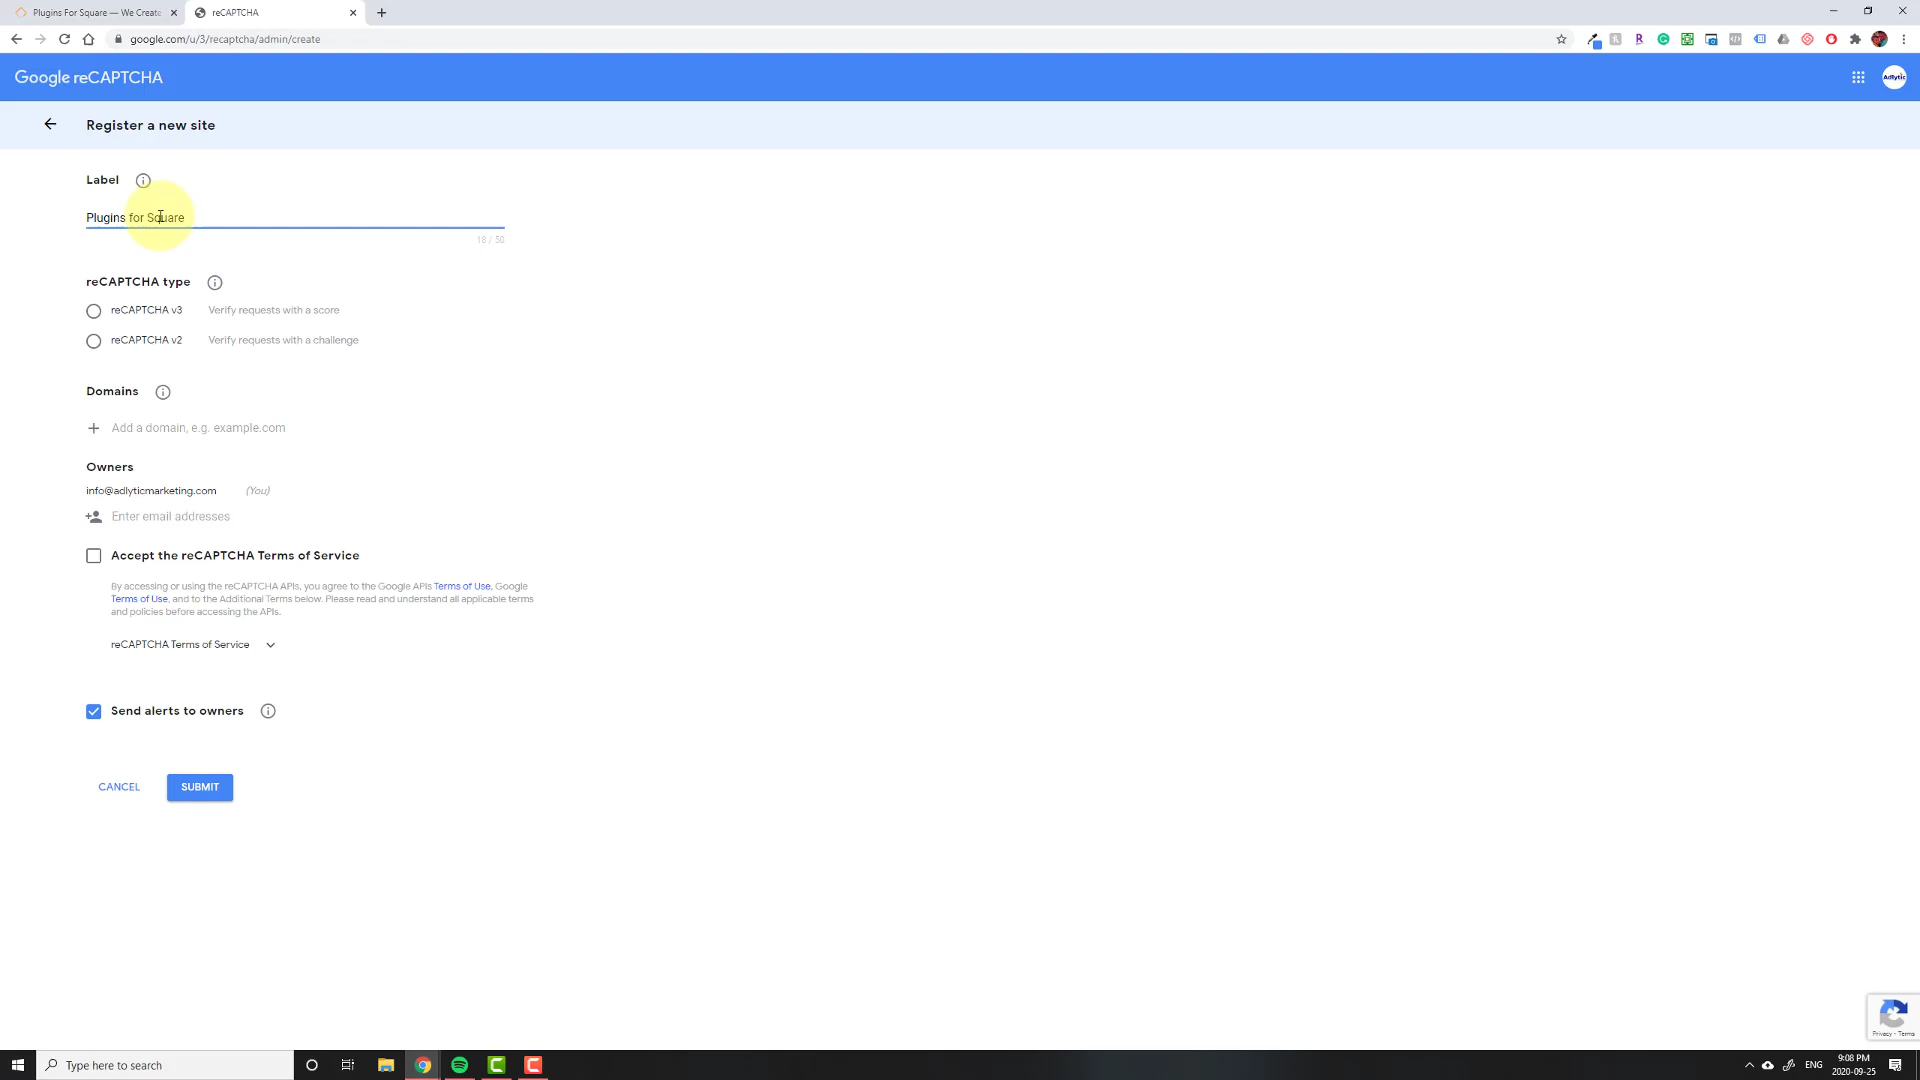 Plugins For Square — We Create
reCAPTCHA
google.com/u/3/recaptcha/admin/create
Google reCAPTCHA
Adlytic
Register a new site
Label
Plugins for Square
18 / 50
reCAPTCHA type
reCAPTCHA v3 Verify requests with a score
reCAPTCHA v2 Verify requests with a challenge
Domains
Add a domain, e.g. example.com
Owners
info@adlyticmarketing.com (You)
Enter email addresses
Accept the reCAPTCHA Terms of Service
By accessing or using the reCAPTCHA APIs, you agree to the Google APIs Terms of Use, Google
Terms of Use, and to the Additional Terms below. Please read and understand all applicable terms
and policies before accessing the APIs.
reCAPTCHA Terms of Service
Send alerts to owners
CANCEL SUBMIT
Privacy - Terms
Type here to search
ENG
9:08 PM
2020-09-25